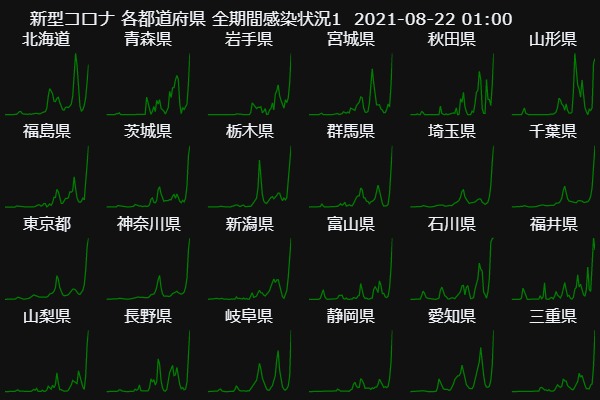 新型コロナ 各都道府県 全期間感染状況1 2021-08-22 01:00
北海道 青森県 岩手県 宮城県 秋田県 山形県
福島県 茨城県 栃木県 群馬県 埼玉県 千葉県
東京都 神奈川県 新潟県 富山県 石川県 福井県
山梨県 長野県 岐阜県 静岡県 愛知県 三重県